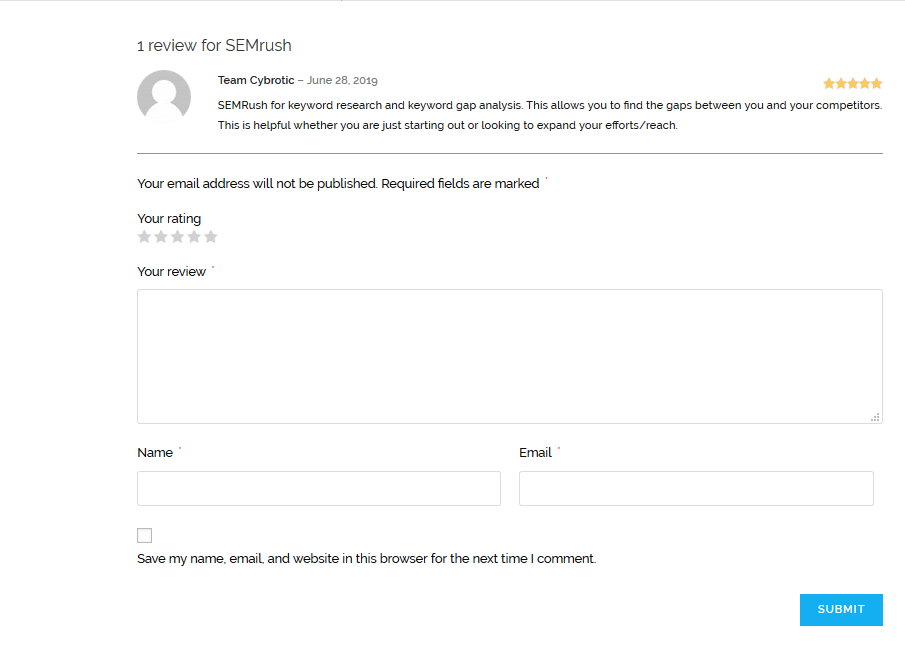 1 review for SEMrush
Team Cybrotic – June 28, 2019
SEMRush for keyword research and keyword gap analysis. This allows you to find the gaps between you and your competitors.
This is helpful whether you are just starting out or looking to expand your efforts/reach.
Your email address will not be published. Required fields are marked *
Your rating
Your review *
Name *
Email *
Save my name, email, and website in this browser for the next time I comment.
SUBMIT